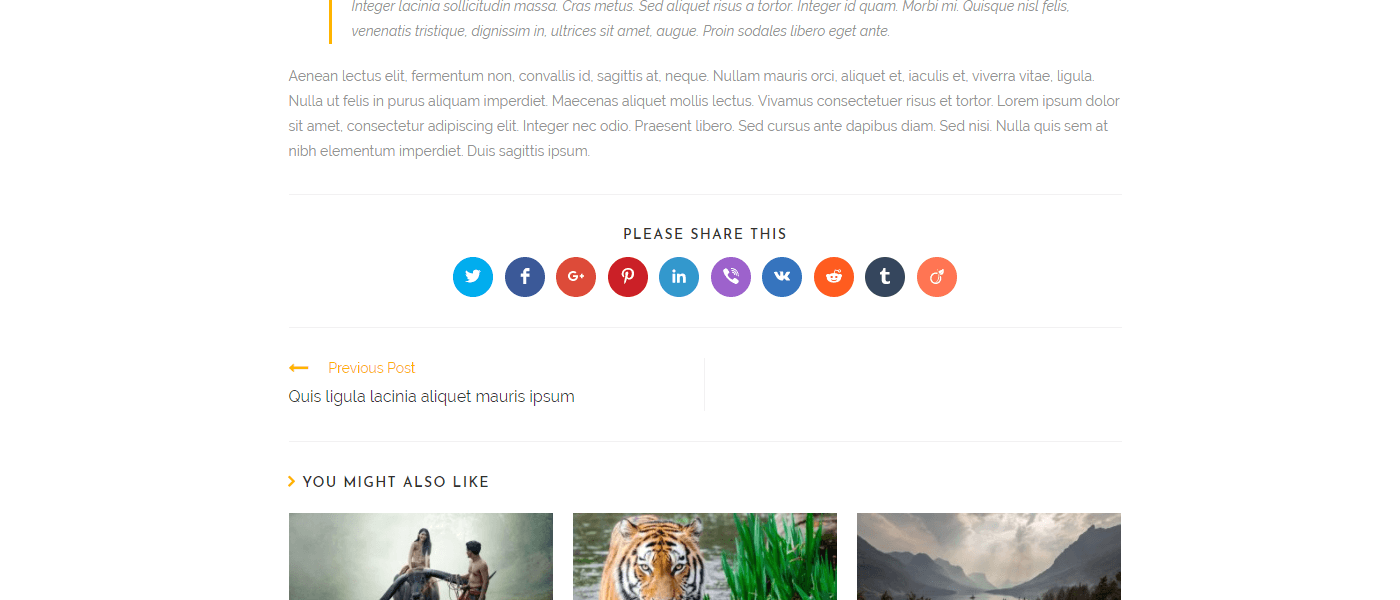 Integer lacinia sollicitudin massa. Cras metus. Sed aliquet risus a tortor. Integer id quam. Morbi mi. Quisque nisl felis,
venenatis tristique, dignissim in, ultrices sit amet, augue. Proin sodales libero eget ante.
Aenean lectus elit, fermentum non, convallis id, sagittis at, neque. Nullam mauris orci, aliquet et, iaculis et, viverra vitae, ligula.
Nulla ut felis in purus aliquam imperdiet. Maecenas aliquet mollis lectus. Vivamus consectetuer risus et tortor. Lorem ipsum dolor
sit amet, consectetur adipiscing elit. Integer nec odio. Praesent libero. Sed cursus ante dapibus diam. Sed nisi. Nulla quis sem at
nibh elementum imperdiet. Duis sagittis ipsum.
PLEASE SHARE THIS
Previous Post
Quis ligula lacinia aliquet mauris ipsum
YOU MIGHT ALSO LIKE